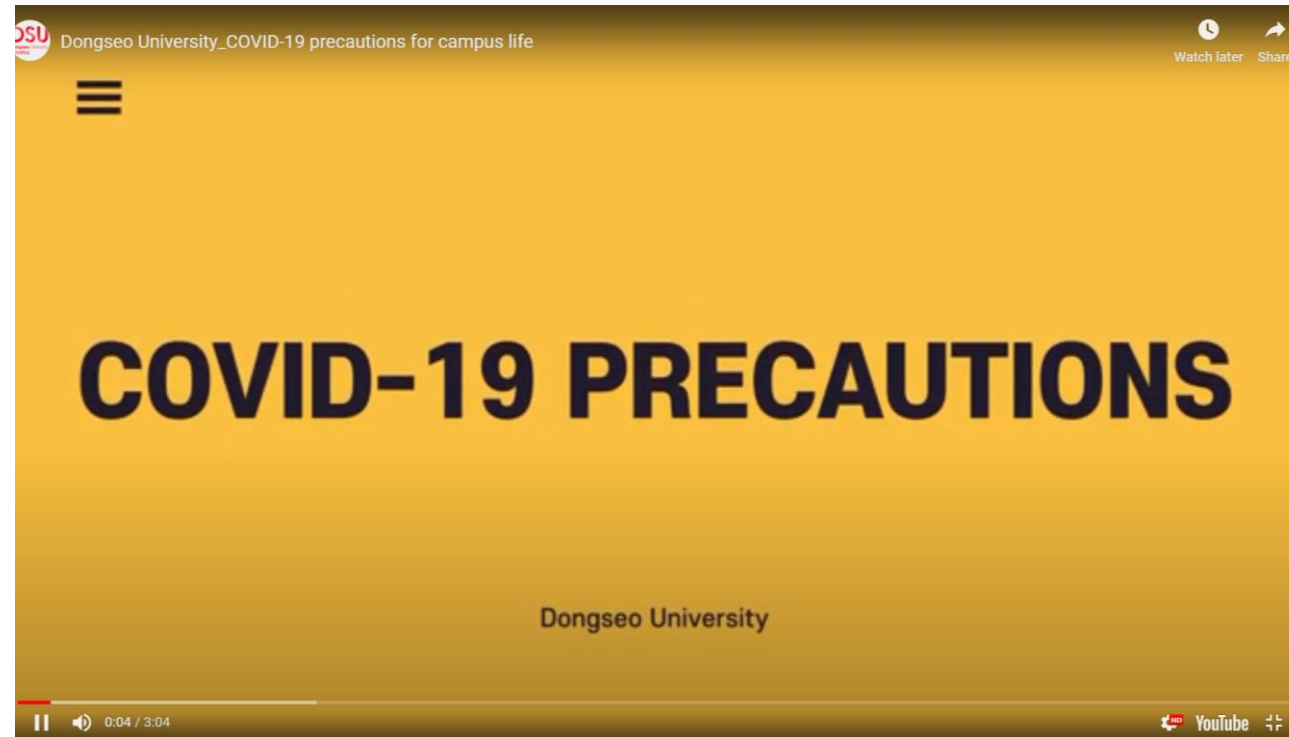 DSU
Dongseo University_COVID-19 precautions for campus life
Watch later
Share
COVID-19 PRECAUTIONS
Dongseo University
0:04 / 3:04
HD
YouTube